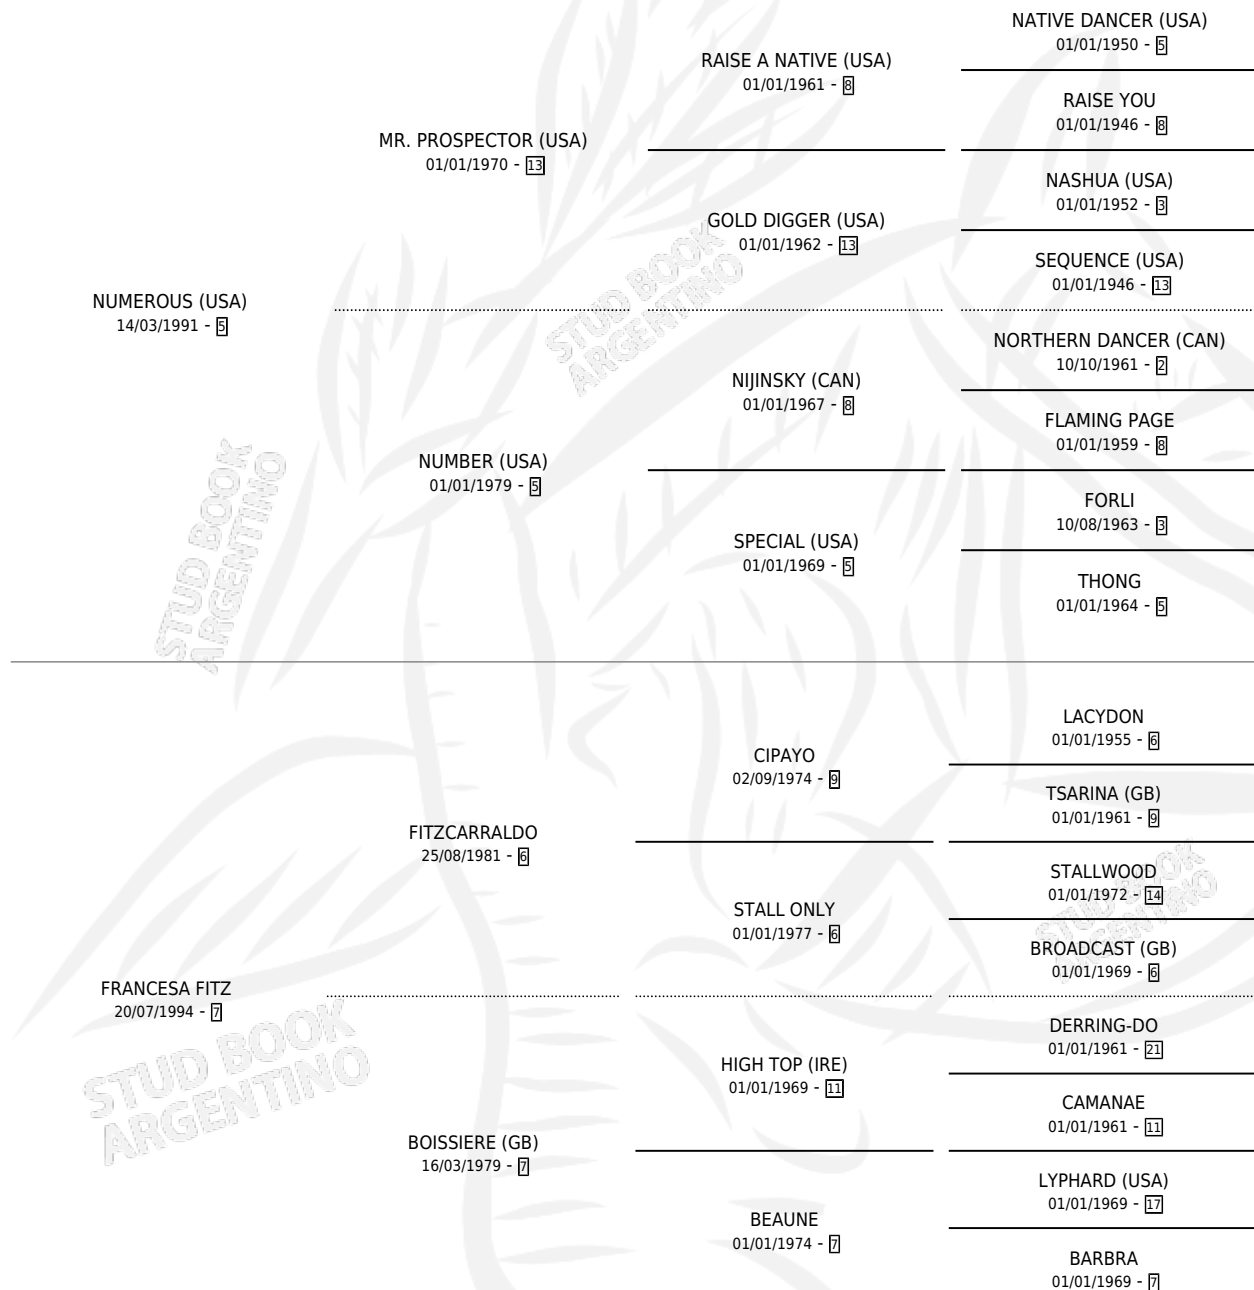 NATIVE DANCER (USA)
01/01/1950 - 5
RAISE A NATIVE (USA)
01/01/1961 - 8
RAISE YOU
01/01/1946 - 8
MR. PROSPECTOR (USA)
01/01/1970 - 13
NASHUA (USA)
01/01/1952 - 3
GOLD DIGGER (USA)
01/01/1962 - 13
SEQUENCE (USA)
01/01/1946 - 13
NUMEROUS (USA)
14/03/1991 - 5
NORTHERN DANCER (CAN)
10/10/1961 - 2
NIJINSKY (CAN)
01/01/1967 - 8
FLAMING PAGE
01/01/1959 - 8
NUMBER (USA)
01/01/1979 - 5
FORLI
10/08/1963 - 3
SPECIAL (USA)
01/01/1969 - 5
THONG
01/01/1964 - 5
LACYDON
01/01/1955 - 6
CIPAYO
02/09/1974 - 9
TSARINA (GB)
01/01/1961 - 9
FITZCARRALDO
25/08/1981 - 6
STALLWOOD
01/01/1972 - 14
STALL ONLY
01/01/1977 - 6
BROADCAST (GB)
01/01/1969 - 6
FRANCESA FITZ
20/07/1994 - 7
DERRING-DO
01/01/1961 - 21
HIGH TOP (IRE)
01/01/1969 - 11
CAMANAE
01/01/1961 - 11
BOISSIERE (GB)
16/03/1979 - 7
LYPHARD (USA)
01/01/1969 - 17
BEAUNE
01/01/1974 - 7
BARBRA
01/01/1969 - 7
STUD BOOK
ARGENTINO
STUD BOOK
ARGENTINO
STUD BOOK
ARGENTINO
STUD BOOK
ARGENTINO